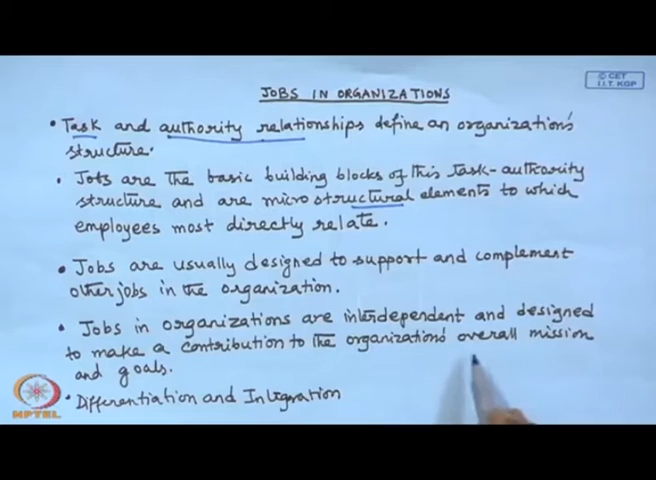 © CET
I.I.T. KGP
JOBS IN ORGANIZATIONS
• Task and authority relationships define an organization's
structure.
• Jobs are the basic building blocks of this task-authority
structure and are micro structural elements to which
employees most directly relate.
• Jobs are usually designed to support and complement
other jobs in the organization.
• Jobs in organizations are interdependent and designed
to make a contribution to the organizations' overall mission
and goals.
• Differentiation and Integration
NPTEL